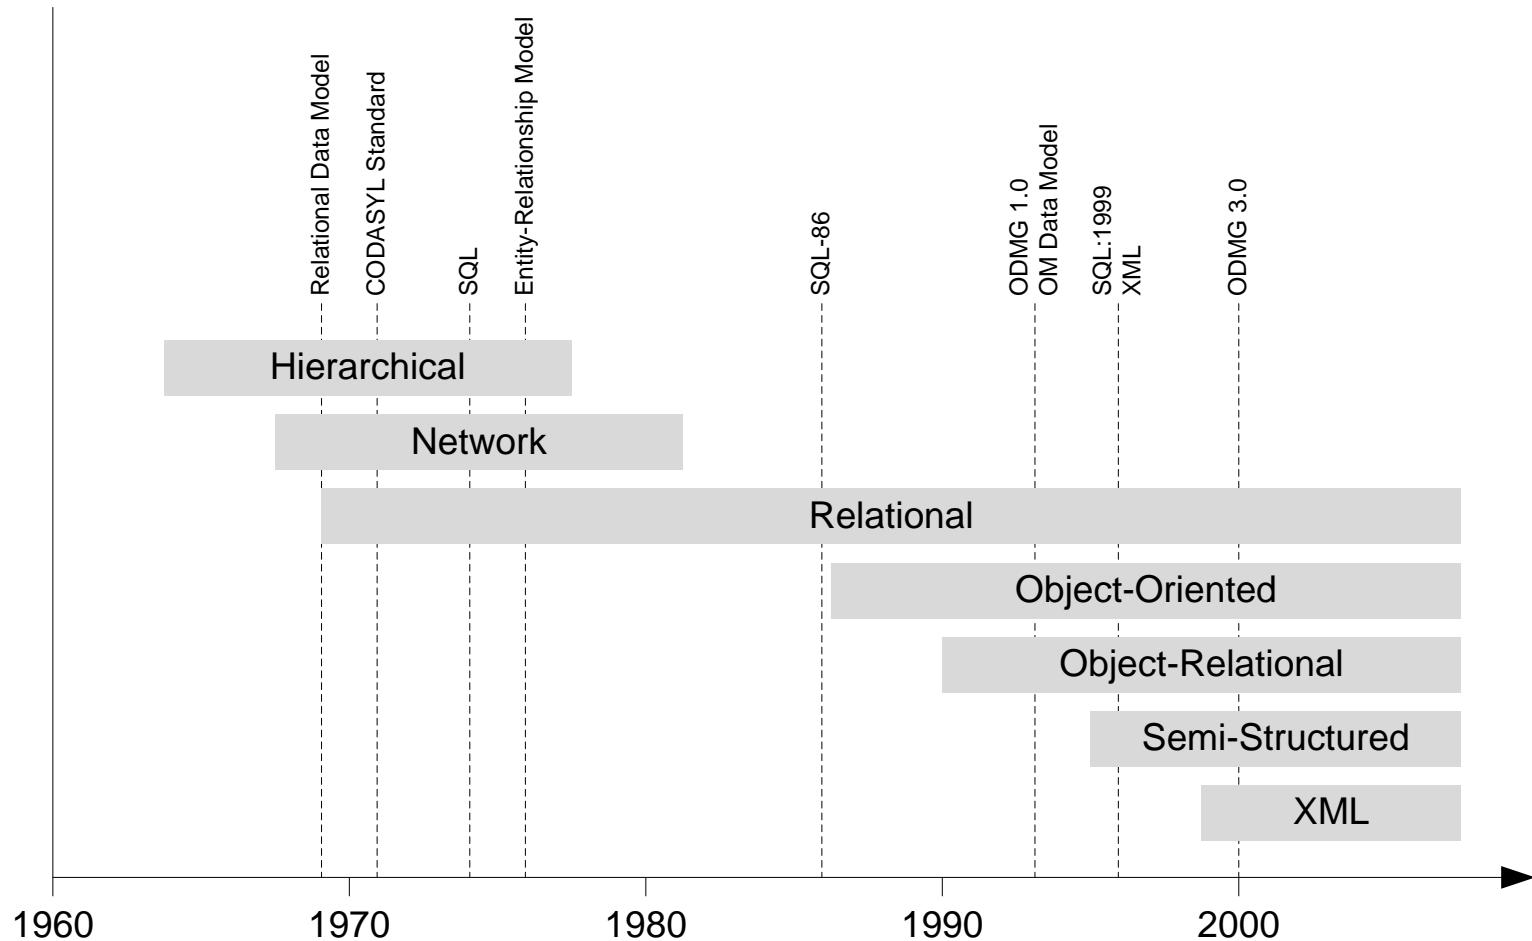 Relational Data Model
CODASYL Standard
SQL
Entity-Relationship Model
SQL-86
ODMG 1.0
OM Data Model
SQL:1999
XML
ODMG 3.0
Hierarchical
Network
Relational
Object-Oriented
Object-Relational
Semi-Structured
XML
1960
1970
1980
1990
2000